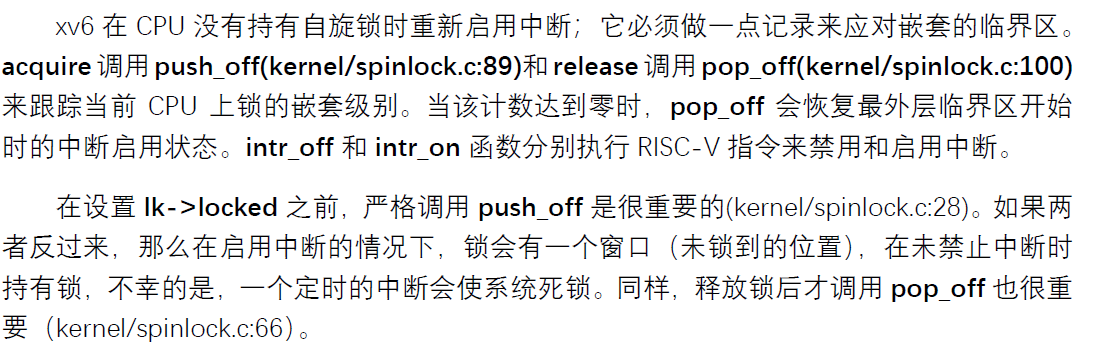 xv6 在 CPU 没有持有自旋锁时重新启用中断；它必须做一点记录来应对嵌套的临界区。
acquire 调用 push_off(kernel/spinlock.c:89)和 release 调用 pop_off(kernel/spinlock.c:100)
来跟踪当前 CPU 上锁的嵌套级别。当该计数达到零时，pop_off 会恢复最外层临界区开始
时的中断启用状态。intr_off 和 intr_on 函数分别执行 RISC-V 指令来禁用和启用中断。
在设置 lk->locked 之前，严格调用 push_off 是很重要的(kernel/spinlock.c:28)。如果两
者反过来，那么在启用中断的情况下，锁会有一个窗口（未锁到的位置），在未禁止中断时
持有锁，不幸的是，一个定时的中断会使系统死锁。同样，释放锁后才调用 pop_off 也很重
要（kernel/spinlock.c:66)。